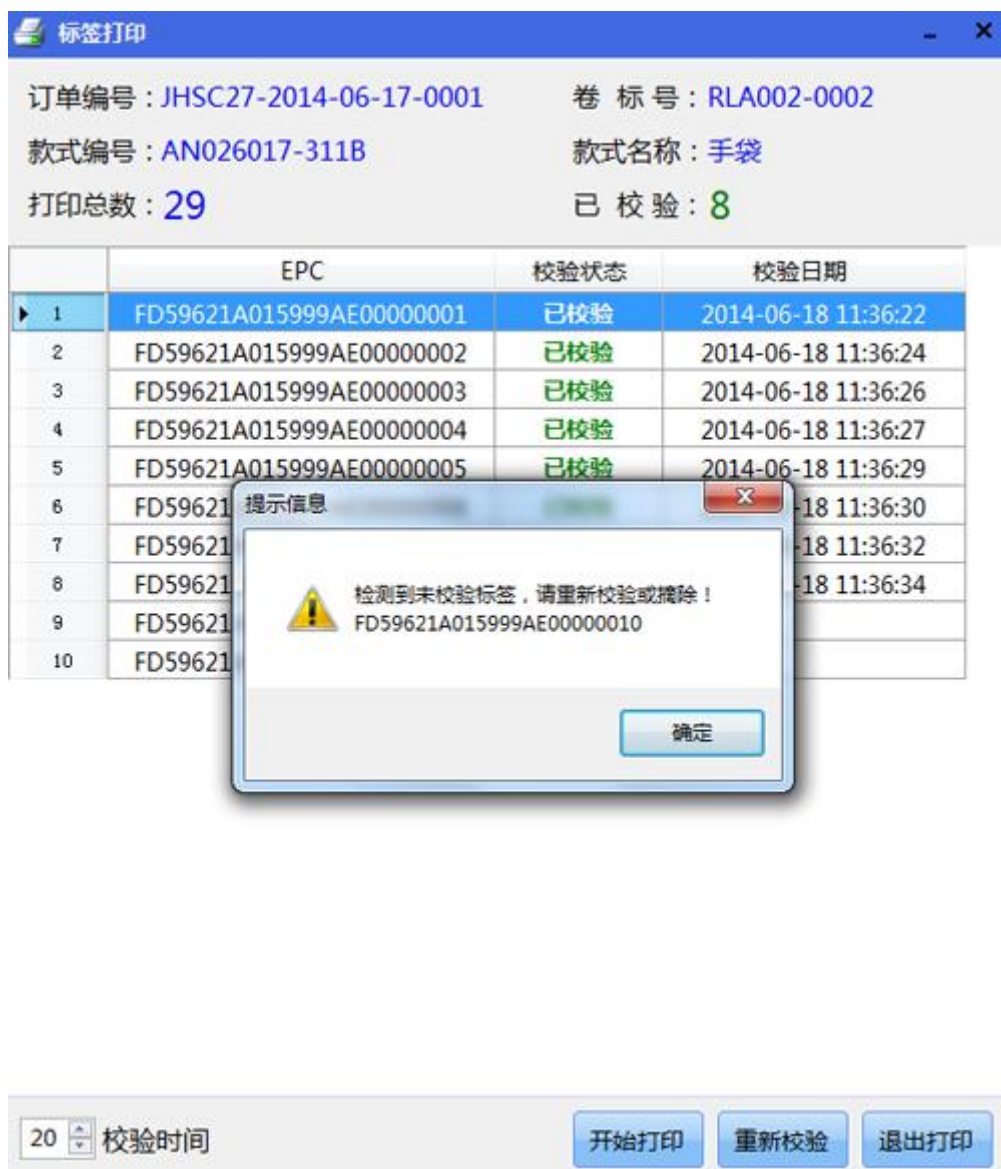 标签打印
订单编号：JHSC27-2014-06-17-0001 卷 标 号：RLA002-0002
款式编号：AN026017-311B 款式名称：手袋
打印总数：29 已 校 验：8
EPC 校验状态 校验日期
1 FD59621A015999AE00000001 已校验 2014-06-18 11:36:22
2 FD59621A015999AE00000002 已校验 2014-06-18 11:36:24
3 FD59621A015999AE00000003 已校验 2014-06-18 11:36:26
4 FD59621A015999AE00000004 已校验 2014-06-18 11:36:27
5 FD59621A015999AE00000005 已校验 2014-06-18 11:36:29
6 FD59621 -18 11:36:30
7 FD59621 -18 11:36:32
8 FD59621 -18 11:36:34
9 FD59621
10 FD59621
提示信息
检测到未校验标签，请重新校验或摘除！
FD59621A015999AE00000010
确定
20 校验时间 开始打印 重新校验 退出打印